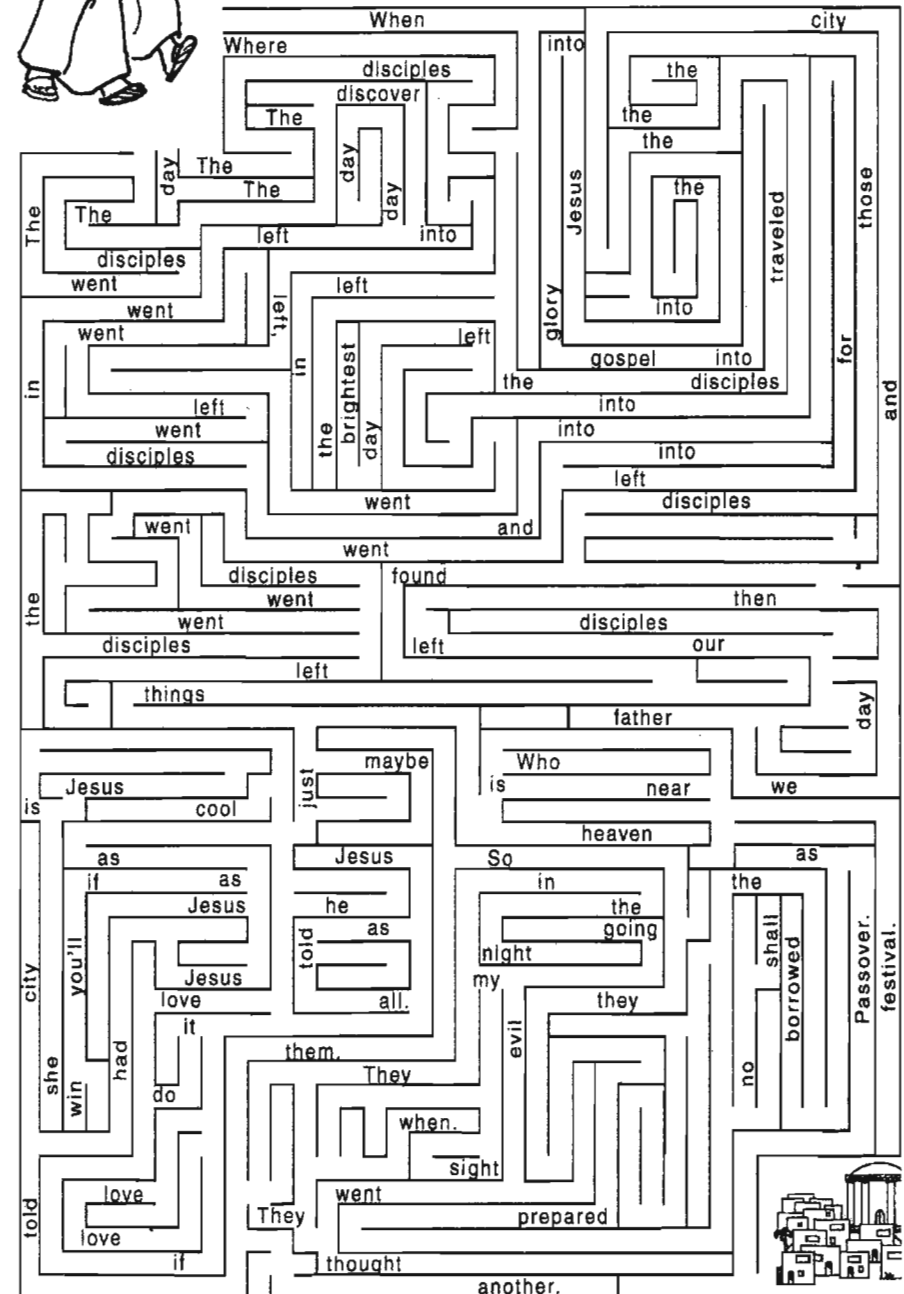 When
city
Where
into
disciples
the
discover
The
the
the
day
The
day
The
the
day
The
The
Jesus
traveled
those
left
into
disciples
went
left
into
went
left,
glory
went
left
in
gospel
into
for
in
brightest
the
disciples
and
left
into
went
the
day
into
disciples
into
left
went
disciples
went
and
went
disciples
found
went
then
the
went
disciples
disciples
left
our
left
things
day
father
maybe
Who
just
Jesus
is
near
we
is
cool
heaven
as
Jesus
So
as
if
as
in
the
Jesus
he
the
you'll
as
going
shall
told
night
borrowed
Passover.
festival.
city
Jesus
my
love
all.
they
it
evil
had
them.
she
They
no
win
do
when.
sight
love
went
told
They
prepared
love
if
thought
another.